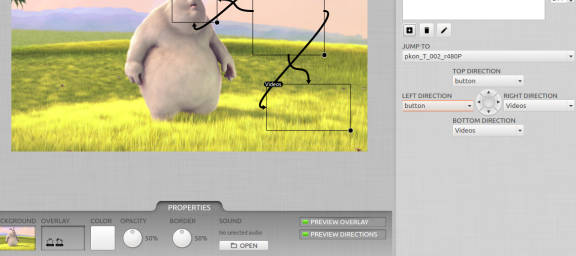 Videos
JUMP TO
pkon_T_002_r480P
TOP DIRECTION
button
LEFT DIRECTION
RIGHT DIRECTION
button
Videos
BOTTOM DIRECTION
Videos
PROPERTIES
CKGROUND OVERLAY COLOR OPACITY BORDER SOUND
50% 50%
No selected audio
OPEN
PREVIEW OVERLAY
PREVIEW DIRECTIONS